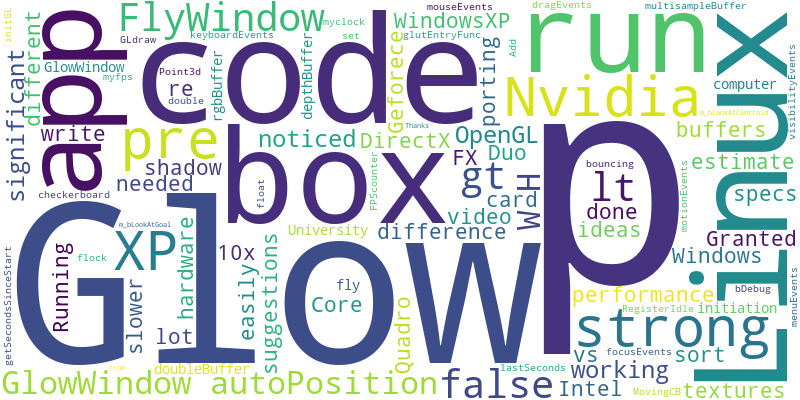 FlyWindow
mouseEvents
dragEvents
multisampleBuffer
initGL
app
different
GLdraw
keyboardEvents
myclock
set
WindowsXP
glutEntryFunc
run
Linux
GlowWindow
myfps
code
Point3d
re
double
rgbBuffer
depthBuffer
Geforece
porting
Add
Nvidia
computer
visibilityEvents
significant
write
pre
Thanks
m_bLookAtCentroid
checkerboard
shadow
noticed
DirectX
OpenGL
buffers
needed
box
float
FPScounter
FX
Duo
gt
HW
p
bouncing
lt
done
ideas
motionEvents
estimate
specs
card
video
Glow
m_bLookAtGoal
University
difference
Granted
getSecondsSinceStart
Running
XP
flock
slower
hardware
10x
easily
suggestions
fly
Core
Windows
bDebug
menuEvents
performance
RegisterIdle
initiation
lot
Quadro
strong
vs
focusEvents
sort
true
doubleBuffer
lastSeconds
working
GlowWindow
autoPosition
false
Intel
MovingCB
textures